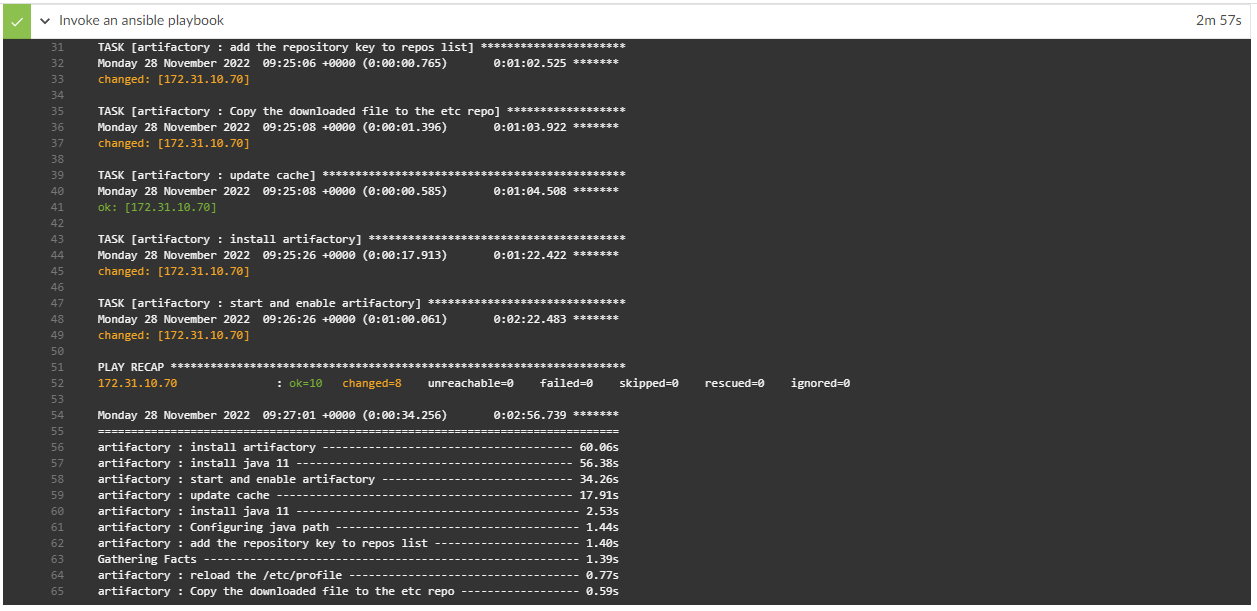 Invoke an ansible playbook 2m 57s
31 TASK [artifactory : add the repository key to repos list] **********************
32 Monday 28 November 2022  09:25:06 +0000 (0:00:00.765)       0:01:02.525 *******
33 changed: [172.31.10.70]
34
35 TASK [artifactory : Copy the downloaded file to the etc repo] ******************
36 Monday 28 November 2022  09:25:08 +0000 (0:00:01.396)       0:01:03.922 *******
37 changed: [172.31.10.70]
38
39 TASK [artifactory : update cache] **********************************************
40 Monday 28 November 2022  09:25:08 +0000 (0:00:00.585)       0:01:04.508 *******
41 ok: [172.31.10.70]
42
43 TASK [artifactory : install artifactory] ***************************************
44 Monday 28 November 2022  09:25:26 +0000 (0:00:17.913)       0:01:22.422 *******
45 changed: [172.31.10.70]
46
47 TASK [artifactory : start and enable artifactory] ******************************
48 Monday 28 November 2022  09:26:26 +0000 (0:01:00.061)       0:02:22.483 *******
49 changed: [172.31.10.70]
50
51 PLAY RECAP *********************************************************************
52 172.31.10.70               : ok=10   changed=8    unreachable=0    failed=0    skipped=0    rescued=0    ignored=0
53
54 Monday 28 November 2022  09:27:01 +0000 (0:00:34.256)       0:02:56.739 *******
55 ===============================================================================
56 artifactory : install artifactory -------------------------------------- 60.06s
57 artifactory : install java 11 ------------------------------------------ 56.38s
58 artifactory : start and enable artifactory ----------------------------- 34.26s
59 artifactory : update cache --------------------------------------------- 17.91s
60 artifactory : install java 11 ------------------------------------------- 2.53s
61 artifactory : Configuring java path ------------------------------------- 1.44s
62 artifactory : add the repository key to repos list ---------------------- 1.40s
63 Gathering Facts --------------------------------------------------------- 1.39s
64 artifactory : reload the /etc/profile ----------------------------------- 0.77s
65 artifactory : Copy the downloaded file to the etc repo ------------------ 0.59s